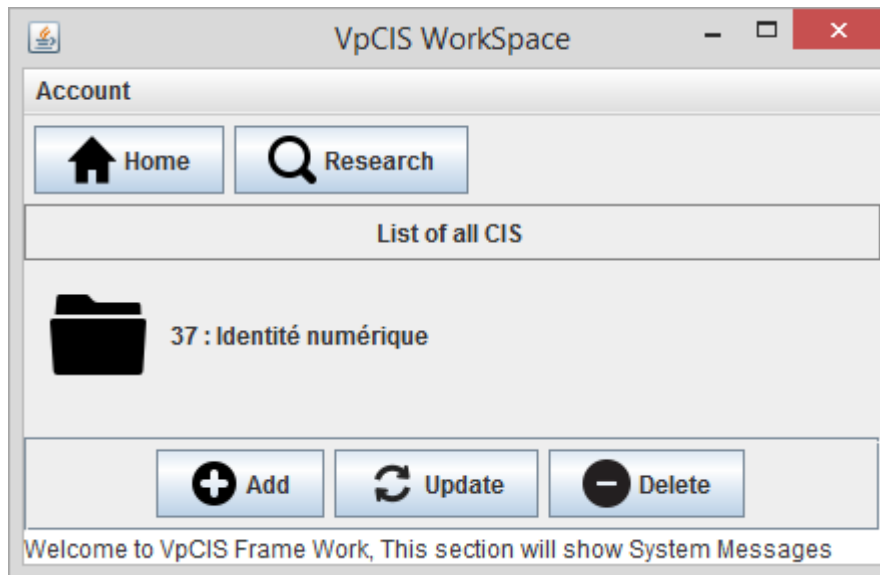 VpCIS WorkSpace
Account
Home Research
List of all CIS
37 : Identité numérique
Add Update Delete
Welcome to VpCIS Frame Work, This section will show System Messages